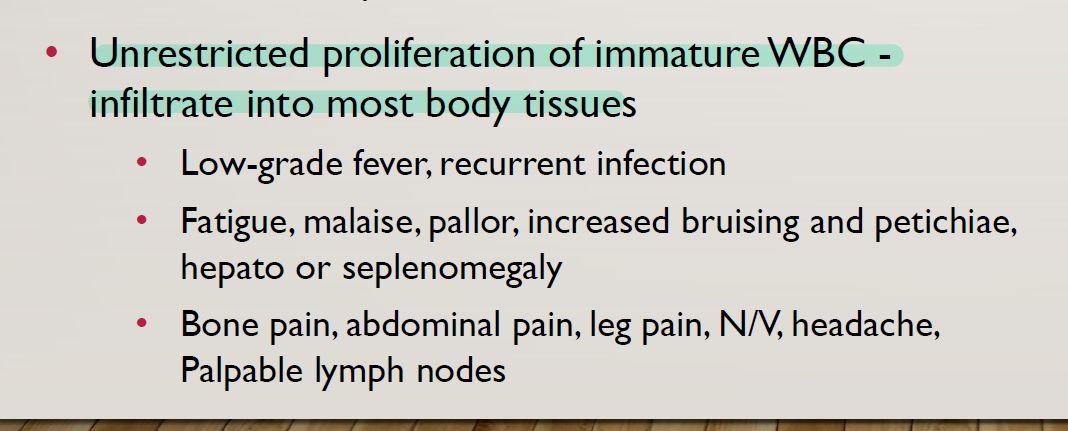 • Unrestricted proliferation of immature WBC -
infiltrate into most body tissues
• Low-grade fever, recurrent infection
• Fatigue, malaise, pallor, increased bruising and petichiae,
hepato or seplenomegaly
• Bone pain, abdominal pain, leg pain, N/V, headache,
Palpable lymph nodes